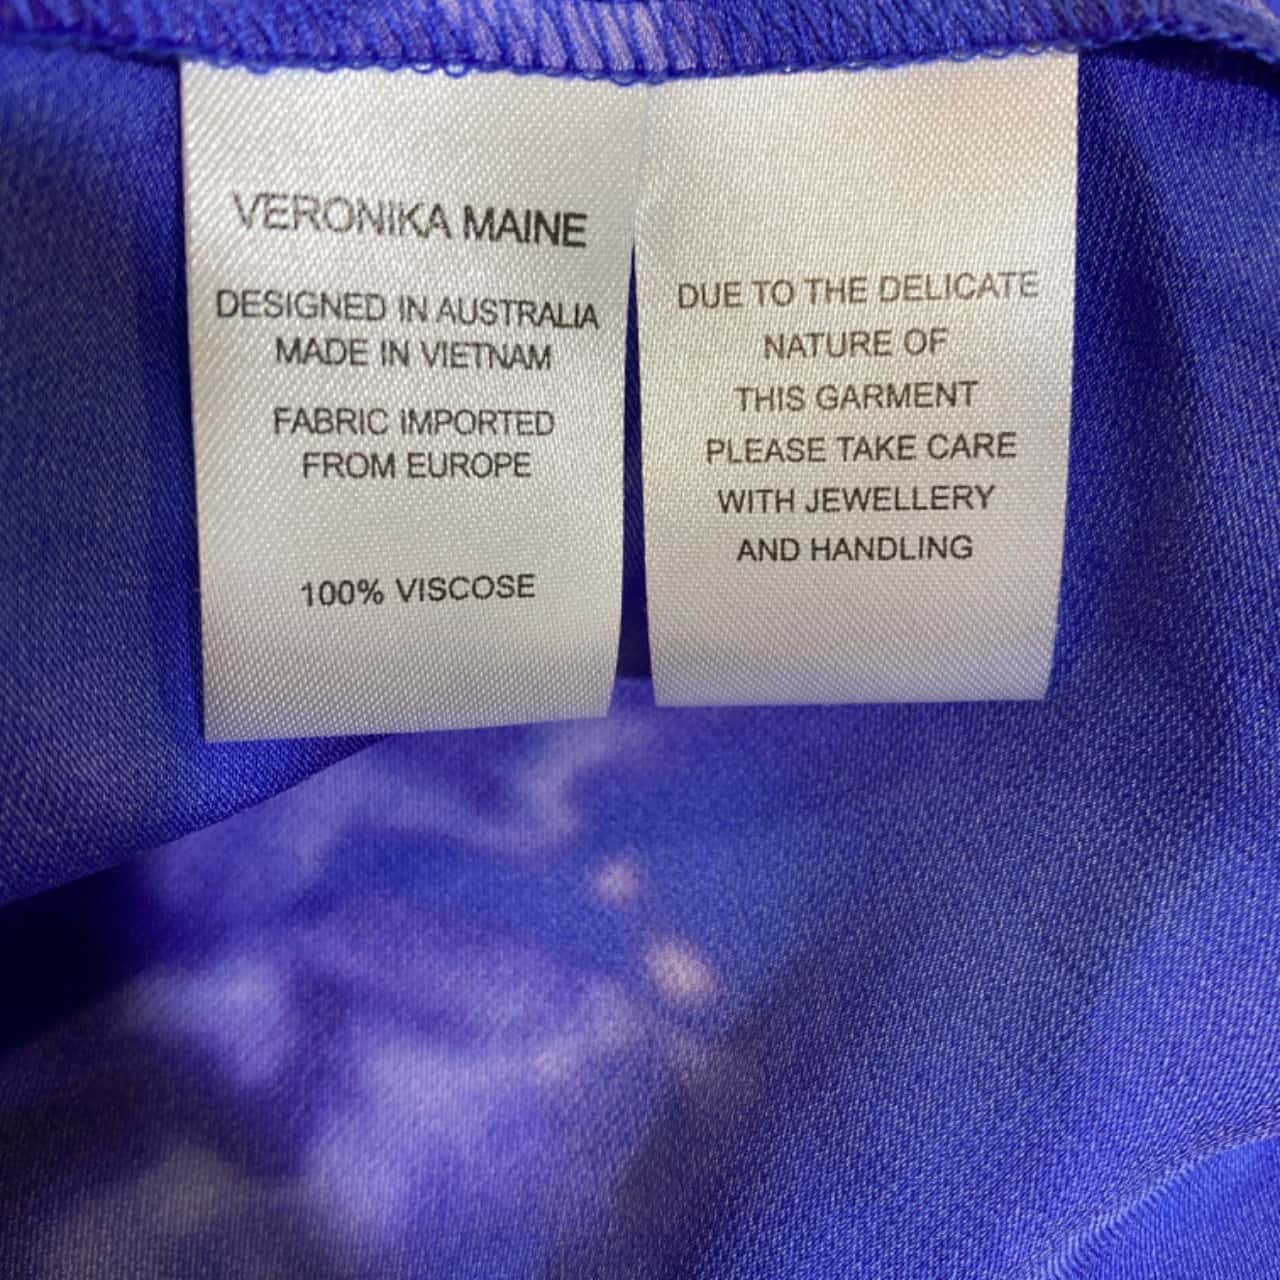 VERONIKA MAINE
DESIGNED IN AUSTRALIA
MADE IN VIETNAM
FABRIC IMPORTED
FROM EUROPE
100% VISCOSE
DUE TO THE DELICATE
NATURE OF
THIS GARMENT
PLEASE TAKE CARE
WITH JEWELLERY
AND HANDLING